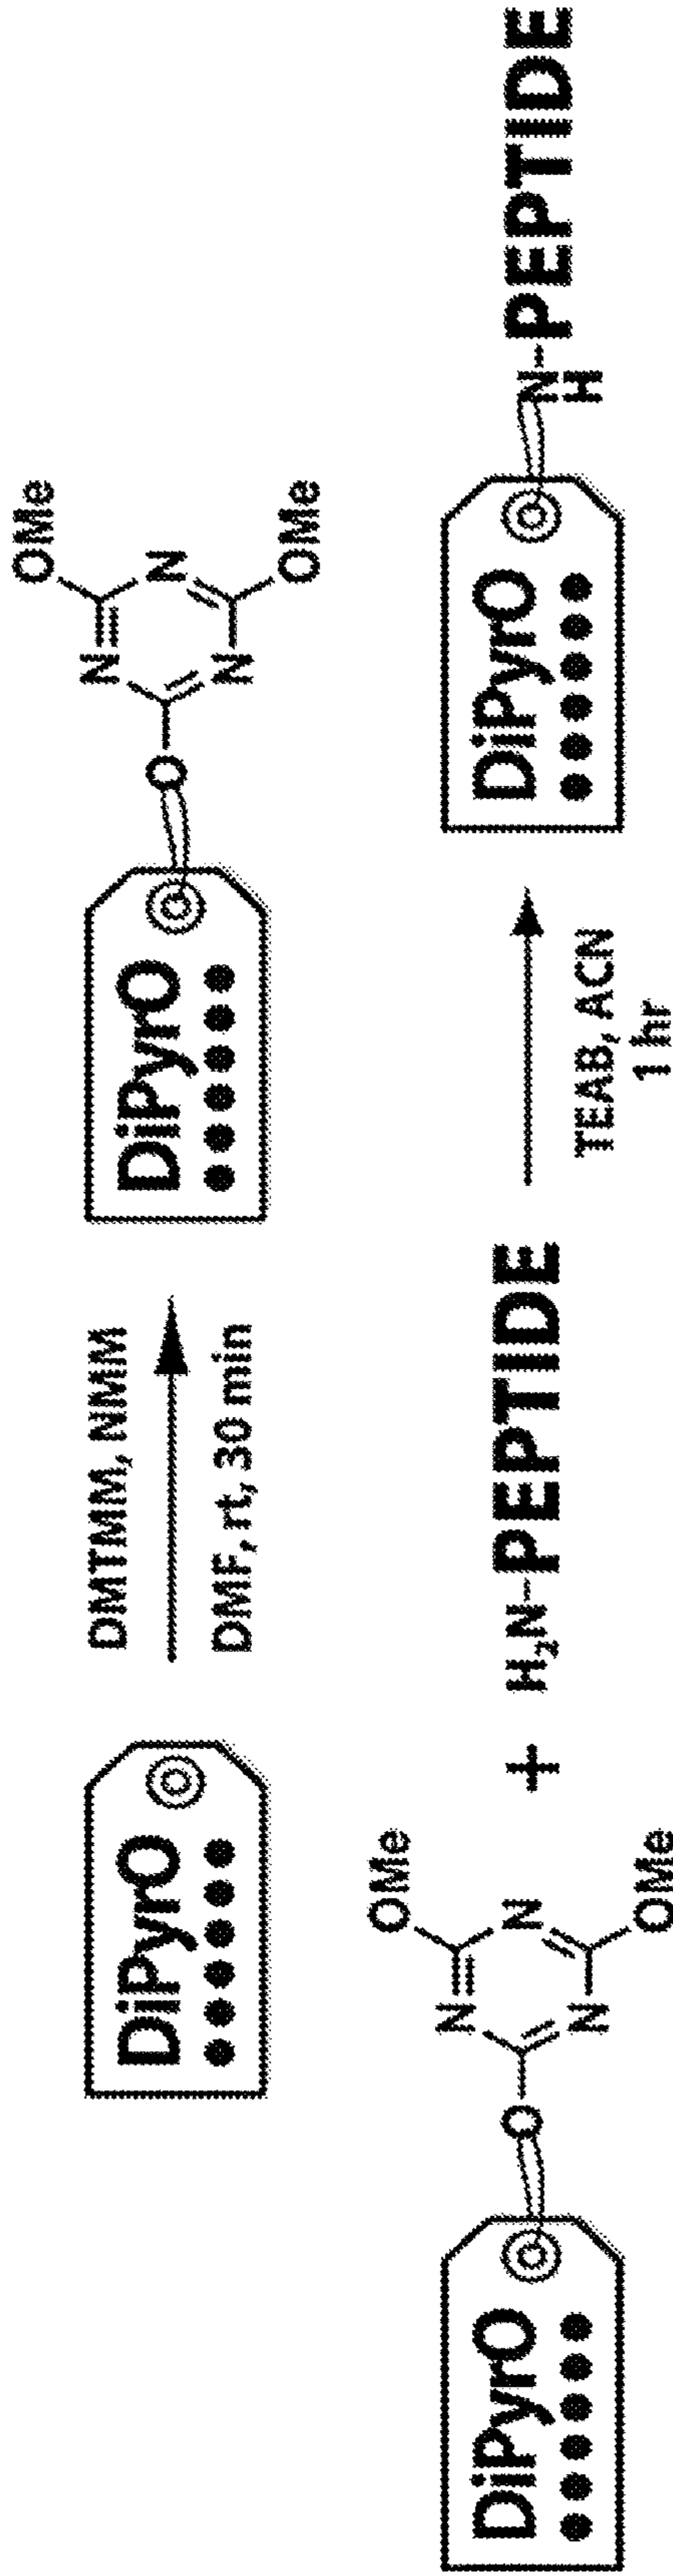 DiPyrO
DMTMM, NMM
DMF, rt, 30 min
DiPyrO
O
N
N
N
OMe
OMe
DiPyrO
O
N
N
N
OMe
OMe
+
H₂N-PEPTIDE
TEAB, ACN
1 hr
DiPyrO
N-PEPTIDE
H